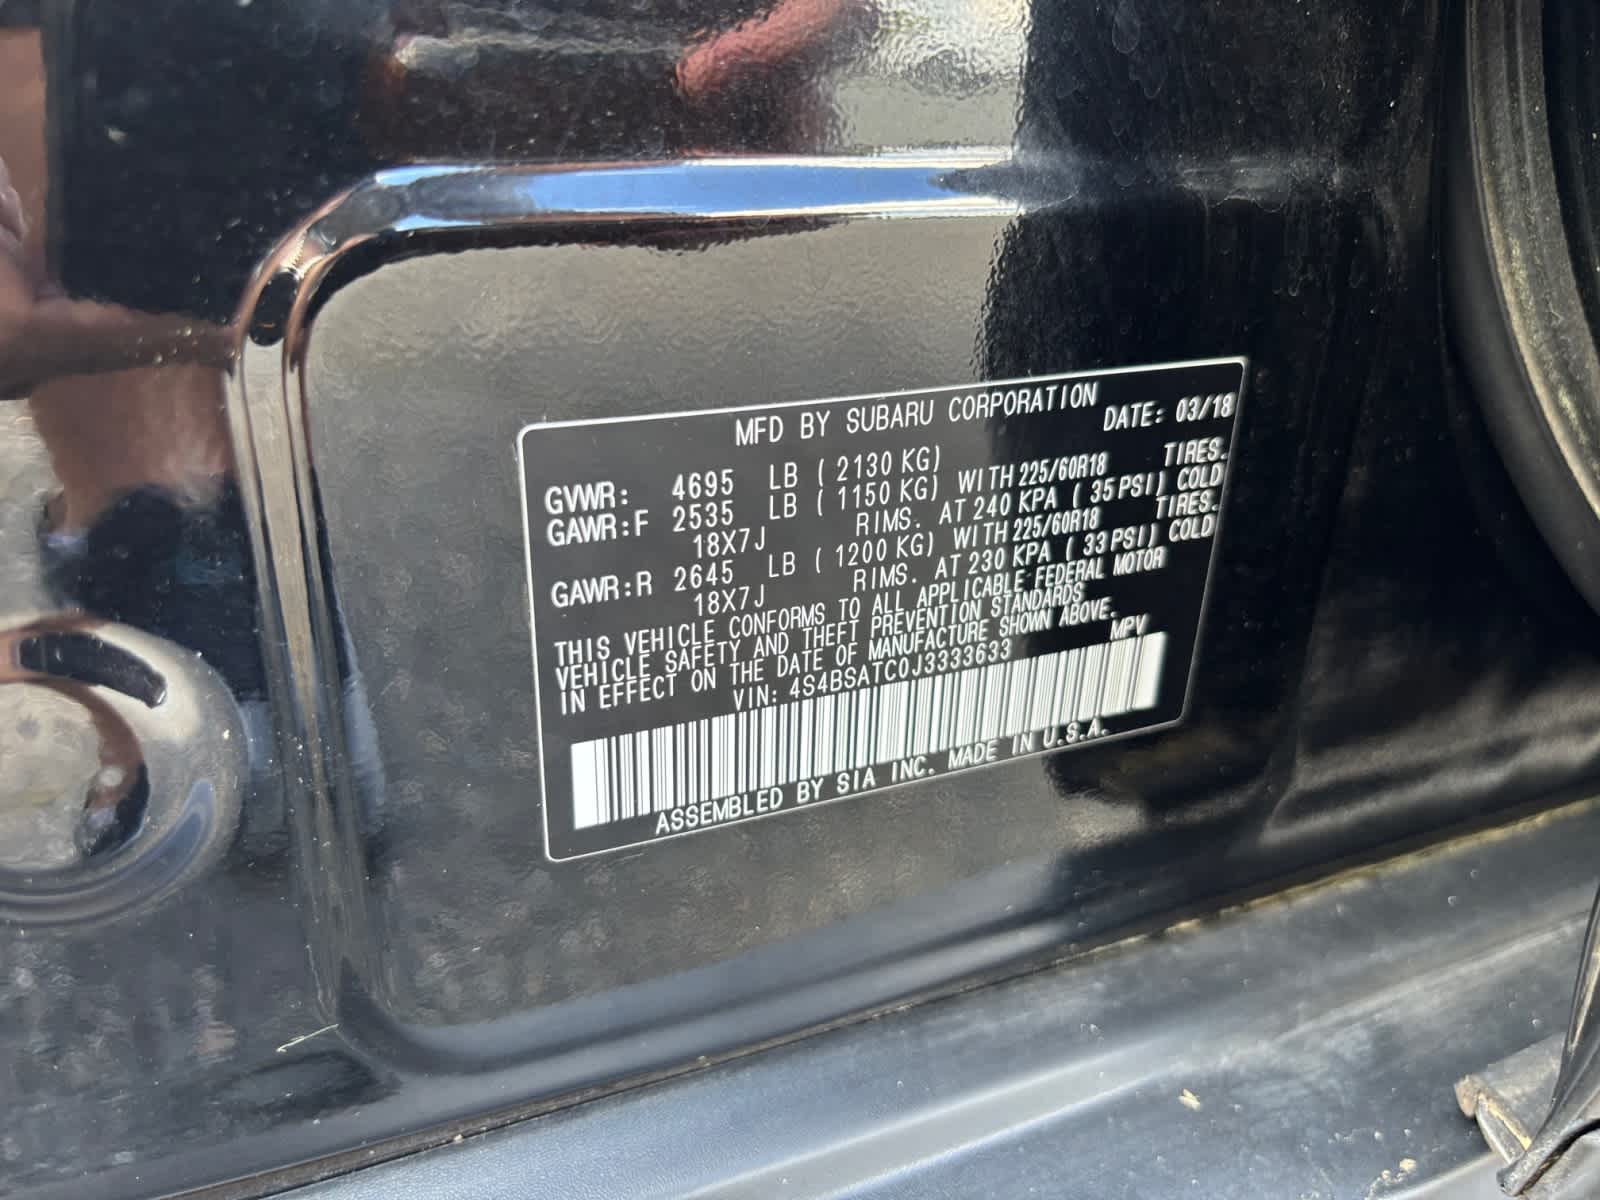 MFD BY SUBARU CORPORATION
DATE: 03/18
GVWR: 4695 LB ( 2130 KG)
GAWR:F 2535 LB ( 1150 KG) WITH 225/60R18 TIRES.
18X7J RIMS. AT 240 KPA ( 35 PSI) COLD
GAWR:R 2645 LB ( 1200 KG) WITH 225/60R18 TIRES.
18X7J RIMS. AT 230 KPA ( 33 PSI) COLD
THIS VEHICLE CONFORMS TO ALL APPLICABLE FEDERAL MOTOR
VEHICLE SAFETY AND THEFT PREVENTION STANDARDS
IN EFFECT ON THE DATE OF MANUFACTURE SHOWN ABOVE.
VIN: 4S4BSATC0J3333633 MPV
ASSEMBLED BY SIA INC. MADE IN U.S.A.